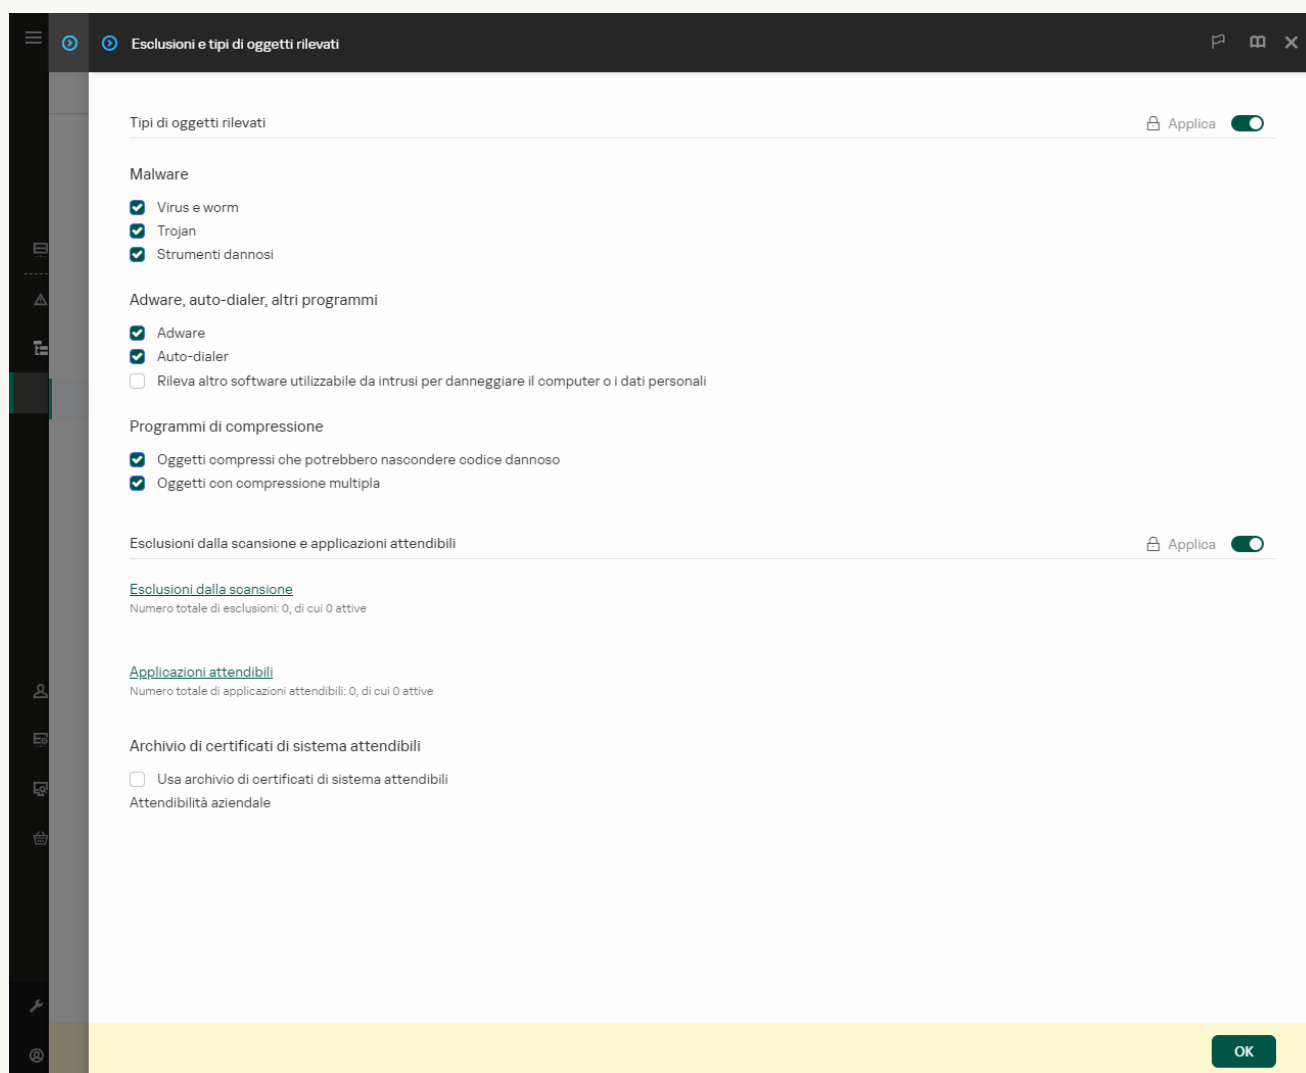 Esclusioni e tipi di oggetti rilevati
Tipi di oggetti rilevati
Applica
Malware
Virus e worm
Trojan
Strumenti dannosi
Adware, auto-dialer, altri programmi
Adware
Auto-dialer
Rileva altro software utilizzabile da intrusi per danneggiare il computer o i dati personali
Programmi di compressione
Oggetti compressi che potrebbero nascondere codice dannoso
Oggetti con compressione multipla
Esclusioni dalla scansione e applicazioni attendibili
Applica
Esclusioni dalla scansione
Numero totale di esclusioni: 0, di cui 0 attive
Applicazioni attendibili
Numero totale di applicazioni attendibili: 0, di cui 0 attive
Archivio di certificati di sistema attendibili
Usa archivio di certificati di sistema attendibili
Attendibilità aziendale
OK